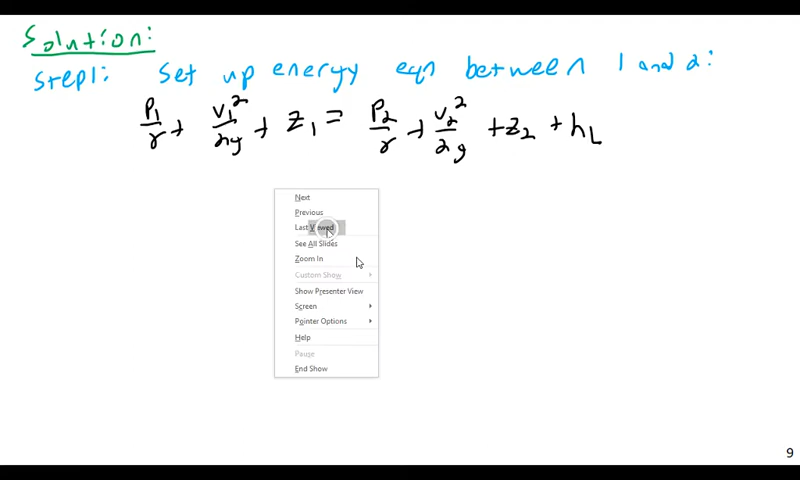 Solution:
Step1: Set up energy eqn between 1 and 2:
P₁/γ + V₁²/2g + Z₁ = P₂/γ + V₂²/2g + Z₂ + hL
Next
Previous
Last Viewed
See All Slides
Zoom In
Custom Show
Show Presenter View
Screen
Pointer Options
Help
Pause
End Show
9